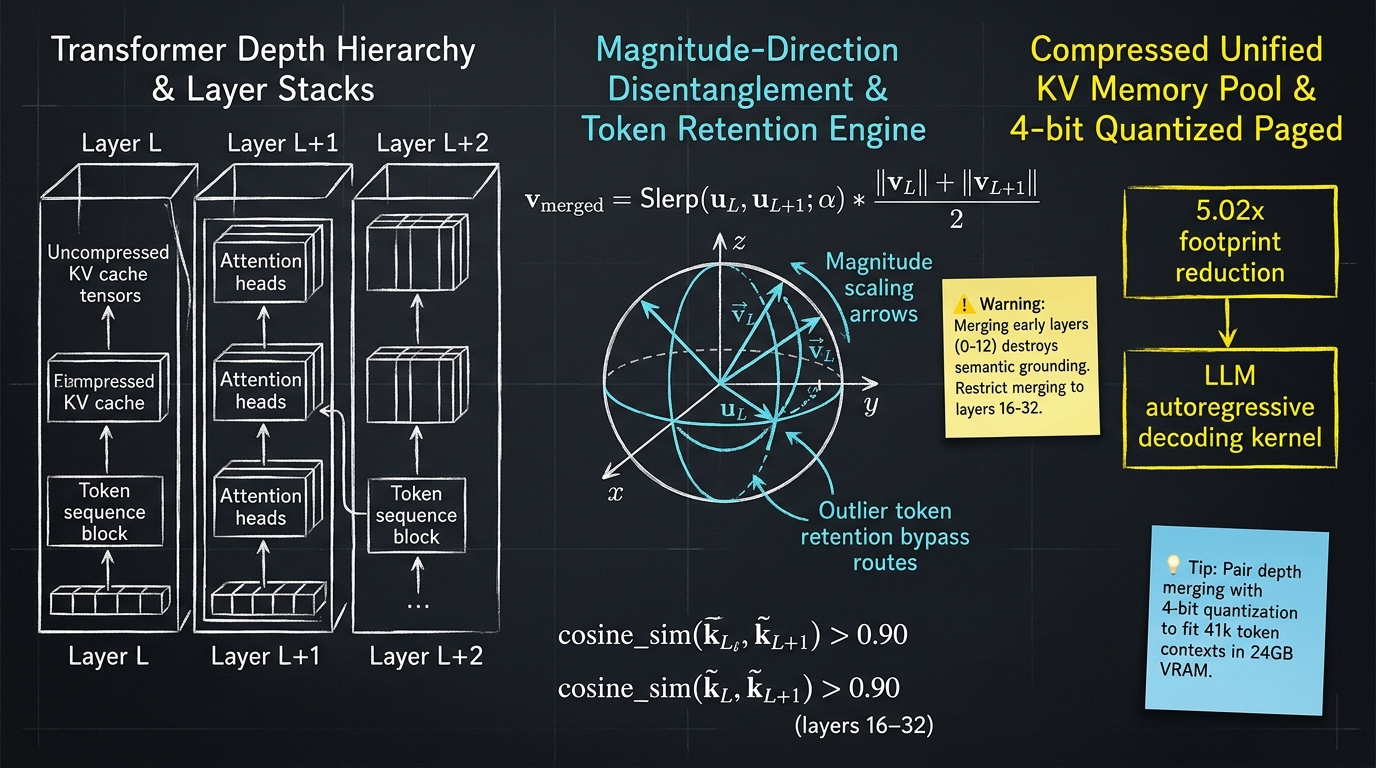 Transformer Depth Hierarchy
& Layer Stacks
Layer L
Layer L+1
Layer L+2
Uncompressed
KV cache
tensors
KV cache
Token
sequence
block
Attention
heads
Attention
heads
Attention
heads
Token
sequence
block
...
Layer L
Layer L+1
Layer L+2
Magnitude-Direction
Disentanglement &
Token Retention Engine
v_merged = Slerp(u_L, u_{L+1}; α) * (‖v_L‖ + ‖v_{L+1}‖) / 2
z
Magnitude
scaling
arrows
v⃗_L
v⃗_L
u_L
y
x
Outlier token
retention bypass
routes
cosine_sim(k̃_L, k̃_{L+1}) > 0.90
cosine_sim(k̃_L, k̃_{L+1}) > 0.90
(layers 16–32)
⚠️ Warning:
Merging early layers
(0-12) destroys
semantic grounding.
Restrict merging to
layers 16-32.
Compressed Unified
KV Memory Pool &
4-bit Quantized Paged
5.02x
footprint
reduction
LLM
autoregressive
decoding kernel
💡 Tip: Pair depth
merging with
4-bit quantization
to fit 41k token
contexts in 24GB
VRAM.